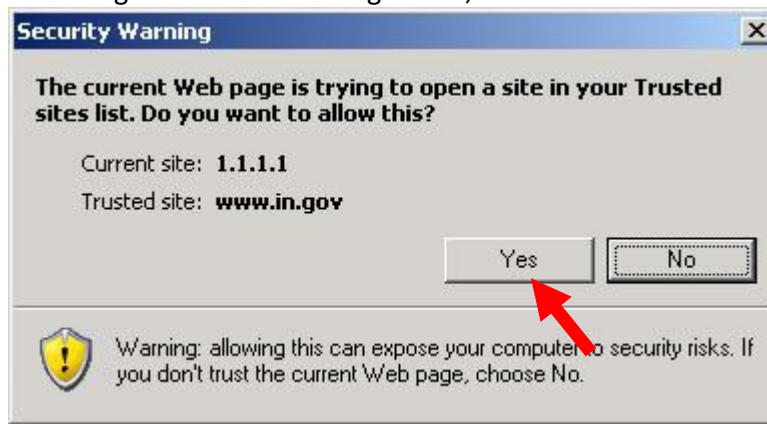 Security Warning
The current Web page is trying to open a site in your Trusted
sites list. Do you want to allow this?
Current site: 1.1.1.1
Trusted site: www.in.gov
Yes No
Warning: allowing this can expose your computer to security risks. If
you don't trust the current Web page, choose No.